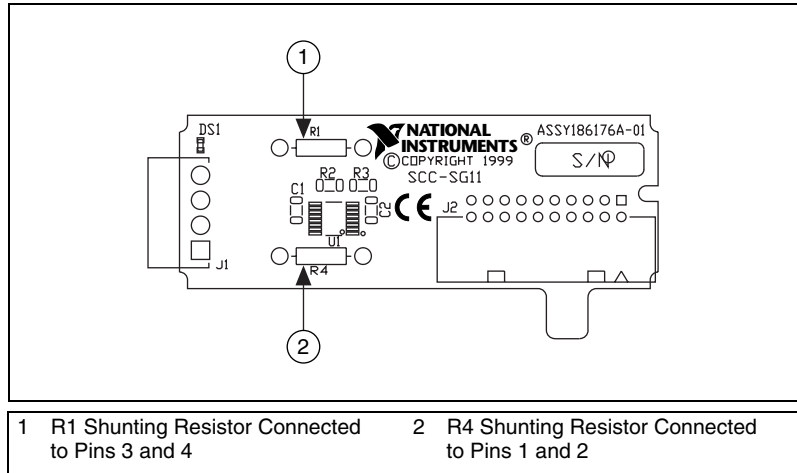 1
DS1
R1
NATIONAL
INSTRUMENTS ®
ASSY186176A-01
© COPYRIGHT 1999
SCC-SG11
S/N
R2 R3
C1
C2
CE
J2
U1
J1
R4
2
1 R1 Shunting Resistor Connected
to Pins 3 and 4
2 R4 Shunting Resistor Connected
to Pins 1 and 2